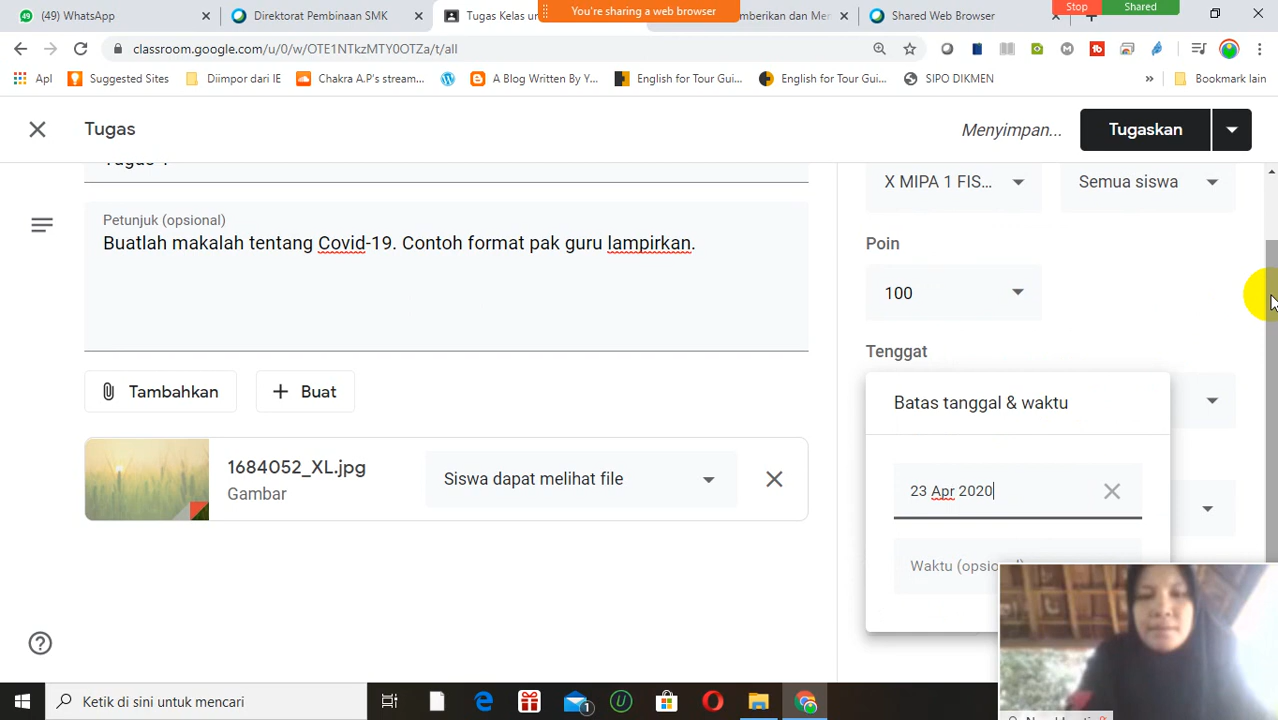 (49) WhatsApp
Direktorat Pembinaan SMK
Tugas Kelas un
You're sharing a web browser
Shared Web Browser
Stop
Shared
classroom.google.com/u/0/w/OTE1NTkzMTY0OTZa/t/all
Apl
Suggested Sites
Diimpor dari IE
Chakra A.P's stream...
A Blog Written By Y...
English for Tour Gui...
English for Tour Gui...
SIPO DIKMEN
»
Bookmark lain
Tugas
Menyimpan...
Tugaskan
X MIPA 1 FIS...
Semua siswa
Petunjuk (opsional)
Buatlah makalah tentang Covid-19. Contoh format pak guru lampirkan.
Poin
100
Tenggat
Tambahkan
Buat
Batas tanggal & waktu
1684052_XL.jpg
Gambar
Siswa dapat melihat file
23 Apr 2020
Waktu (opsional)
Ketik di sini untuk mencari
1